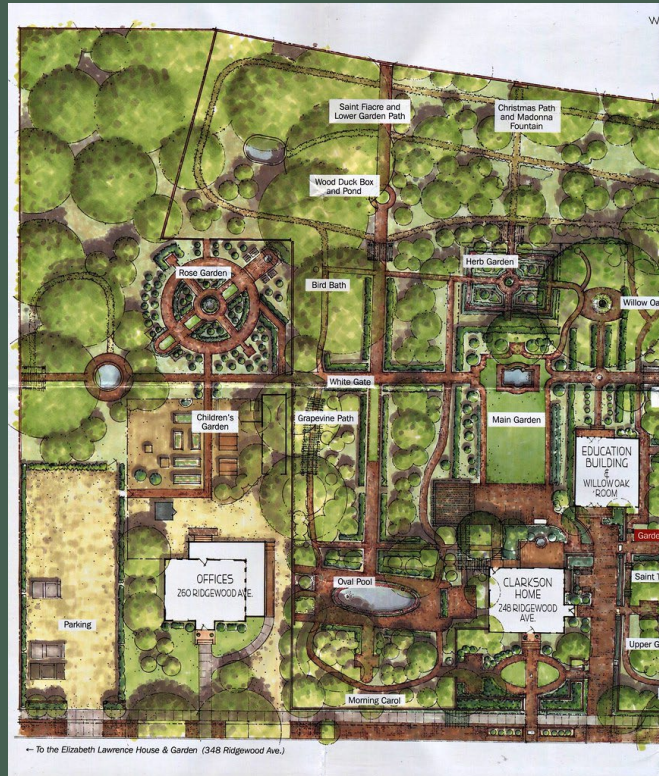 W
Saint Fiacre and
Lower Garden Path
Christmas Path
and Madonna
Fountain
Wood Duck Box
and Pond
Rose Garden
Herb Garden
Bird Bath
Willow Oa
White Gate
Children's
Garden
Grapevine Path
Main Garden
EDUCATION
BUILDING
&
WILLOW OAK
ROOM
Garde
OFFICES
260 RIDGEWOOD AVE.
Oval Pool
CLARKSON
HOME
248 RIDGEWOOD
AVE.
Saint T
Parking
Upper G
Morning Carol
← To the Elizabeth Lawrence House & Garden (348 Ridgewood Ave.)